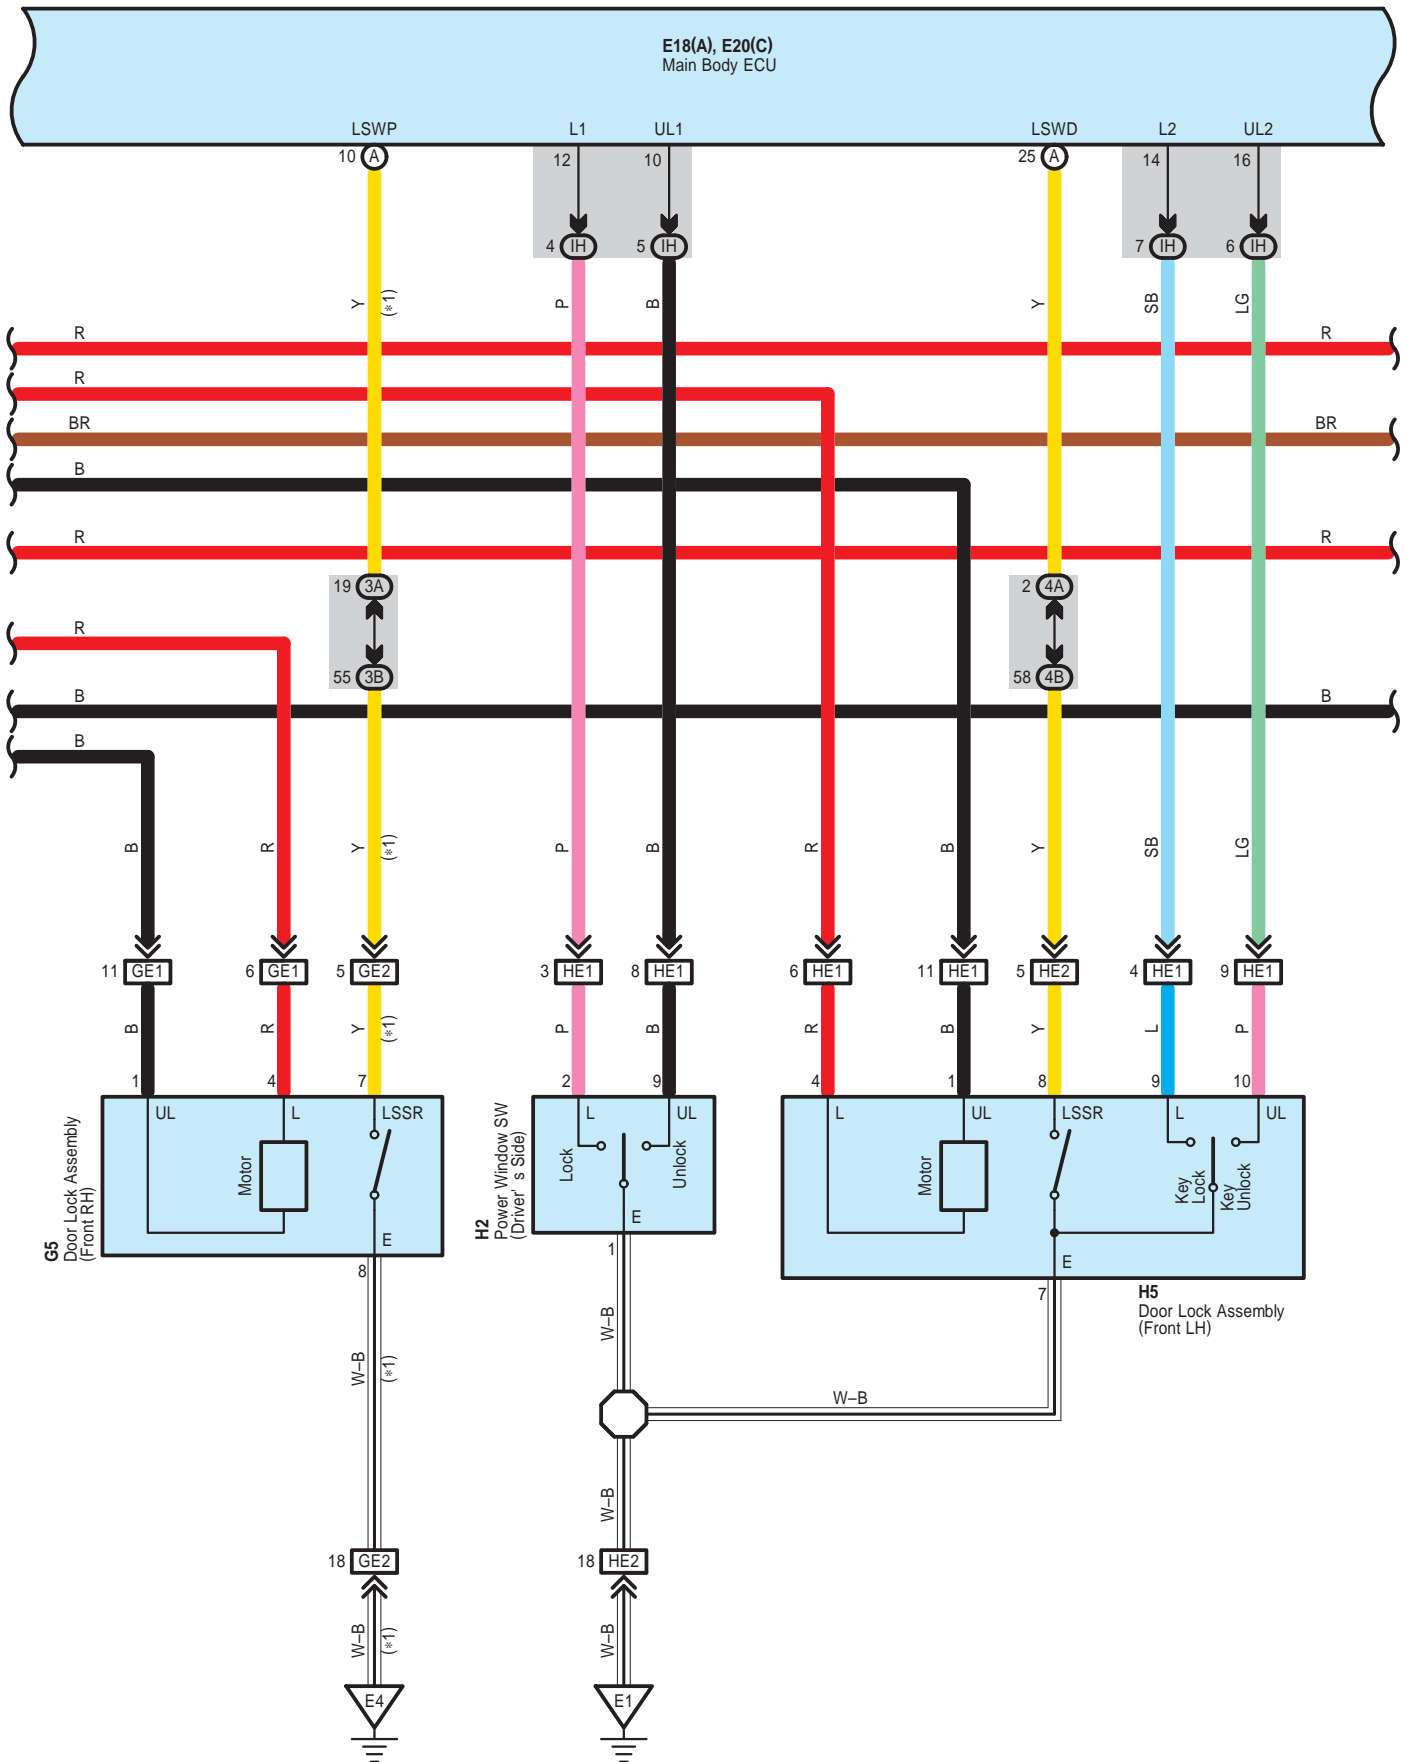 E18(A), E20(C)
Main Body ECU
LSWP L1 UL1 LSWD L2 UL2
10 A 12 10 25 A 14 16
4 IH 5 IH 7 IH 6 IH
Y (*1) P B Y SB LG
R R
R
BR BR
B
R R
19 3A 2 4A
R
55 3B 58 4B
B B
B
B R Y (*1) P B R B Y SB LG
11 GE1 6 GE1 5 GE2 3 HE1 8 HE1 6 HE1 11 HE1 5 HE2 4 HE1 9 HE1
B R Y (*1) P B R B Y L P
1 4 7 2 9 4 1 8 9 10
UL L LSSR L UL L UL LSSR L UL
Motor Lock Unlock Motor Key Lock Key Unlock
E E E
G5
Door Lock Assembly
(Front RH)
H2
Power Window SW
(Driver' s Side)
8 1 7
H5
Door Lock Assembly
(Front LH)
W–B (*1) W–B
W–B
W–B
18 GE2 18 HE2
W–B (*1) W–B
E4 E1